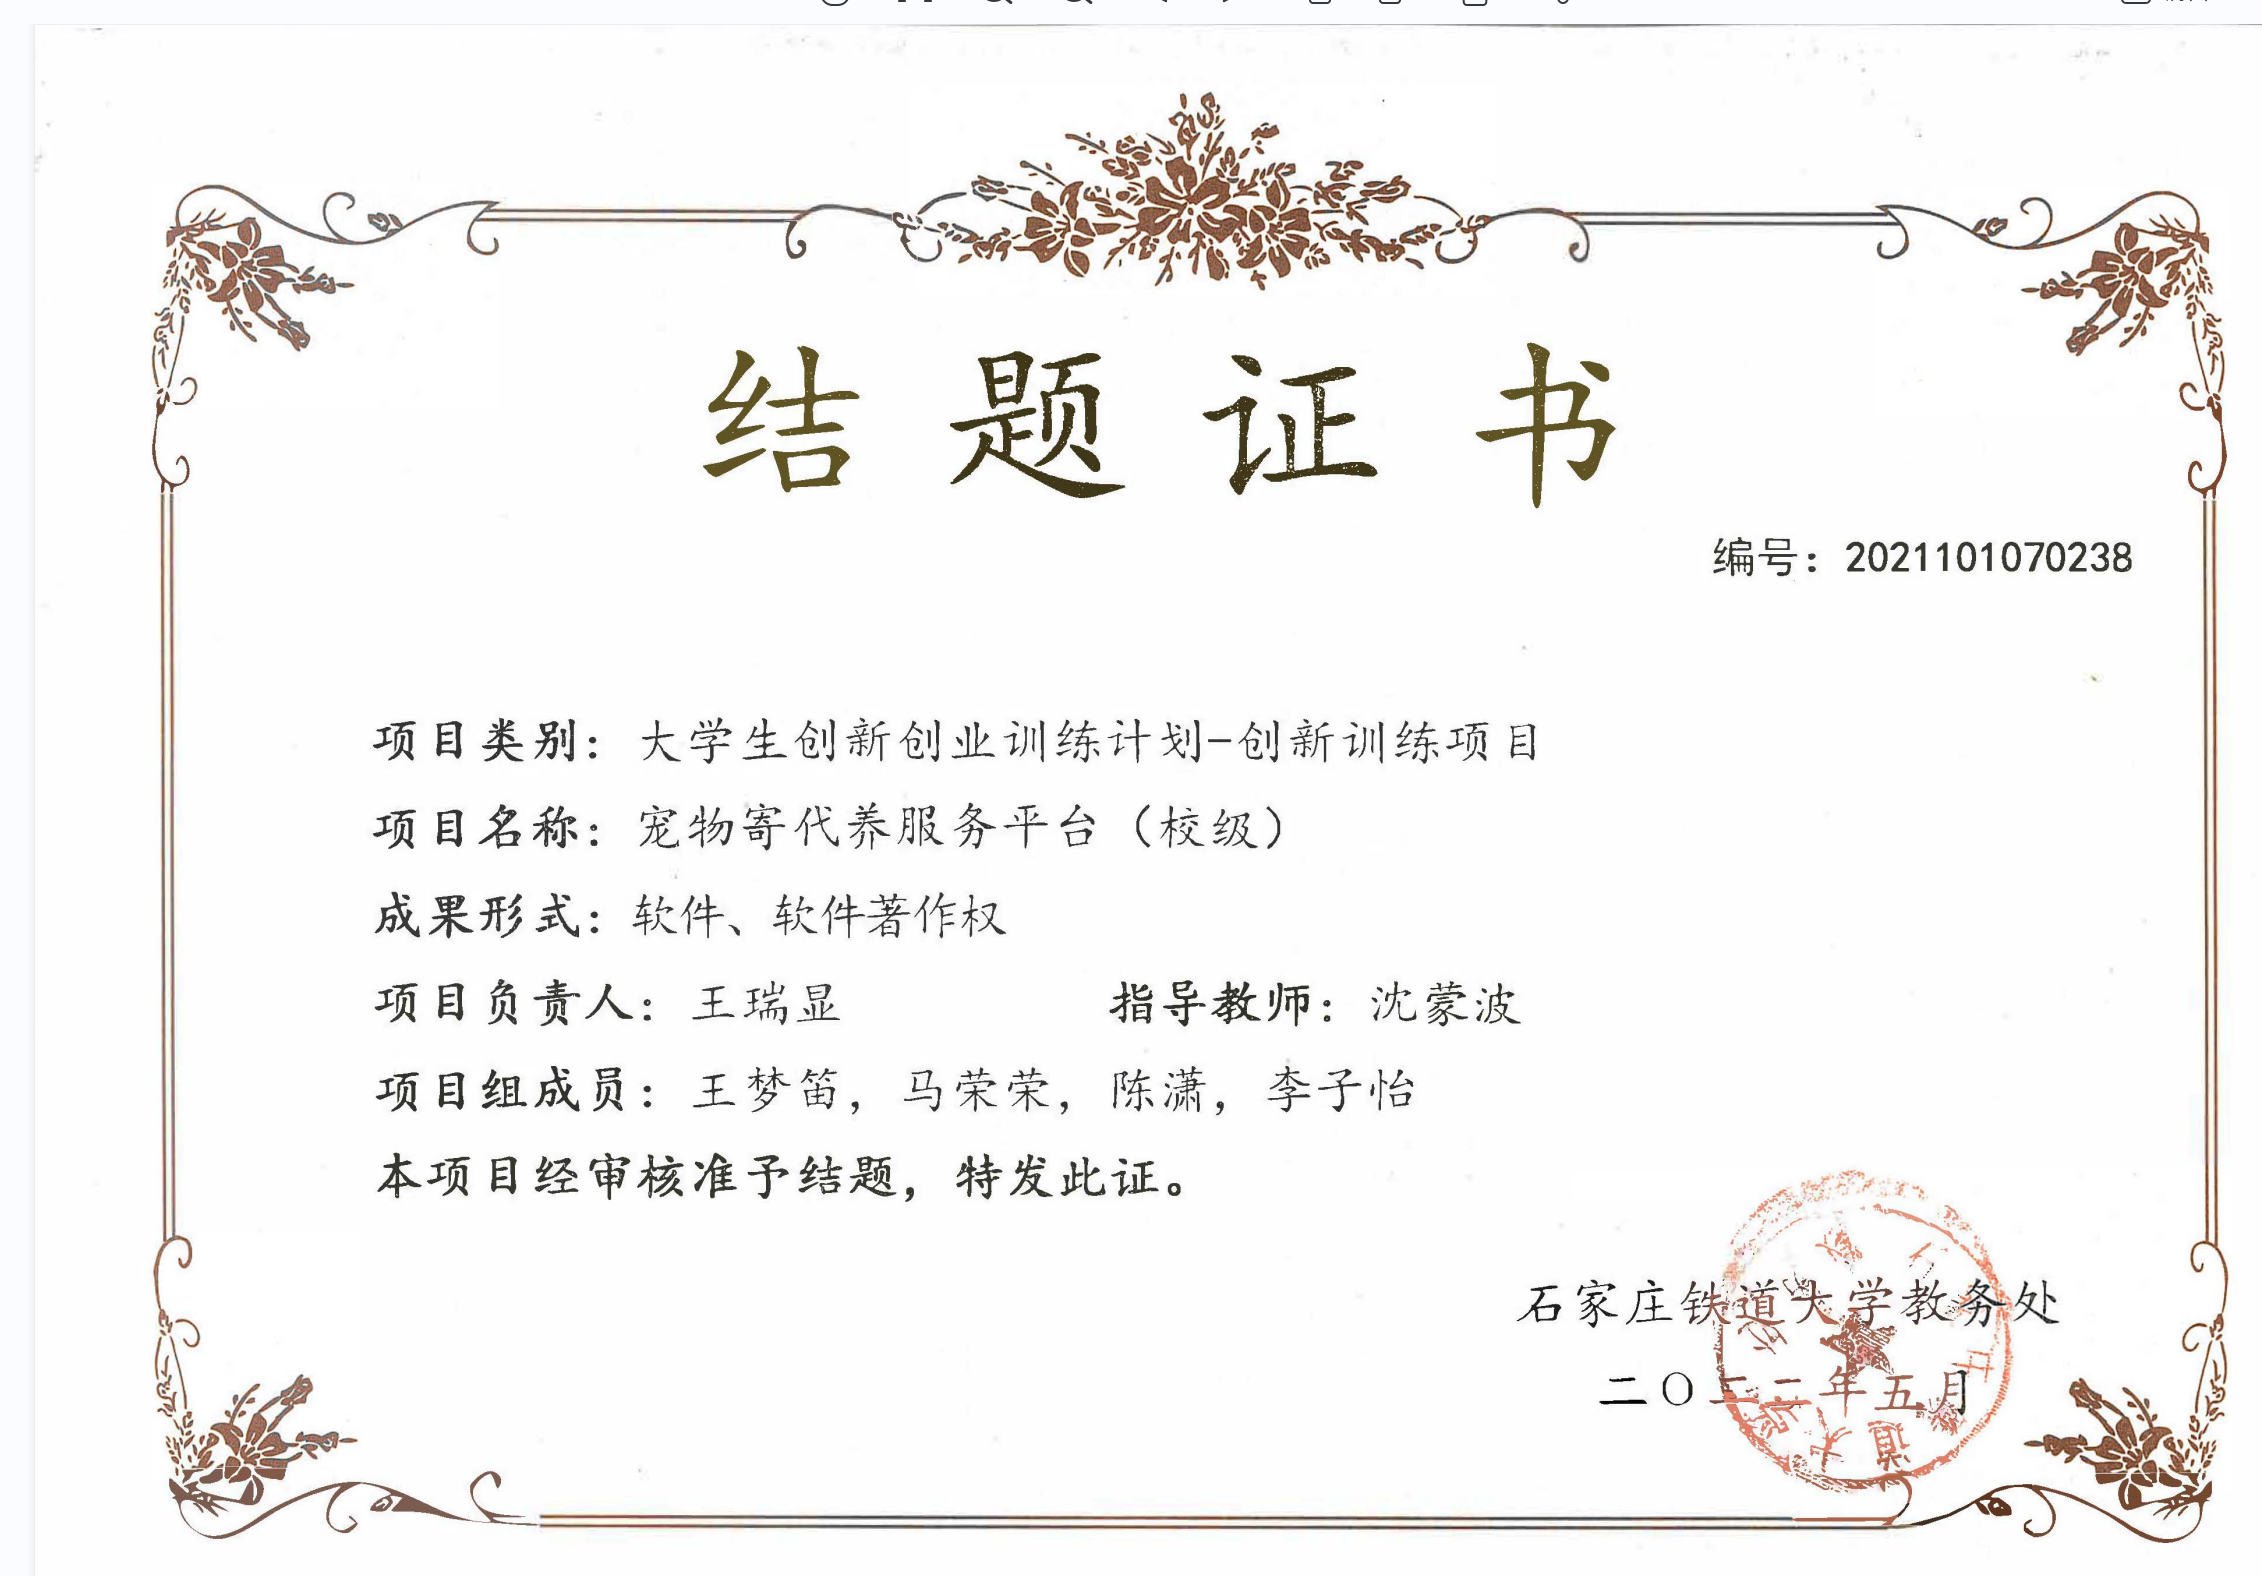 结题证书
编号：2021101070238
项目类别：大学生创新创业训练计划-创新训练项目
项目名称：宠物寄代养服务平台（校级）
成果形式：软件、软件著作权
项目负责人：王瑞显 指导教师：沈蒙波
项目组成员：王梦笛，马荣荣，陈潇，李子怡
本项目经审核准予结题，特发此证。
石家庄铁道大学教务处
二〇二二年五月